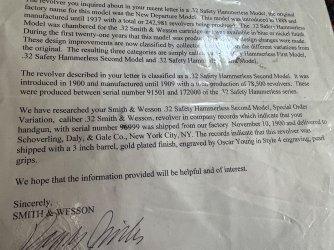 The revolver you inquired about in your letter is a .32 Safety Hammerless Model, the original
factory name for this model was the New Departure Model. This model was introduced in 1888 and
manufactured until 1937 with a total or 242,981 revolvers being produced. The .32 Safety Hammerless
Model was chambered for the .32 Smith & Wesson cartridge and was available in blue or nickel finish.
During the first twenty-one years that this model was produced several design changes were made.
These design improvements are now classified by collectors due to the different variations from
the original. The resulting three categories are simply called .32 Safety Hammerless First Model,
.32 Safety Hammerless Second Model and .32 Safety Hammerless Third Model.
The revolver described in your letter is classified as a .32 Safety Hammerless Second Model. It was
introduced in 1900 and manufactured until 1909 with a total production of 78,500 revolvers. These
were produced between serial number 91501 and 172000 of the .32 Safety Hammerless series.
We have researched your Smith & Wesson .32 Safety Hammerless Second Model, Special Order
Variation, caliber .32 Smith & Wesson, revolver in company records which indicate that your
handgun, with serial number was shipped from our factory November 10, 1900 and delivered to
Schoverling, Daly, & Gale Co., New York City, NY. The records indicate that this revolver was
shipped with a 3 inch barrel, gold plated finish, engraved by Oscar Young in Style 4 engraving, pearl
grips.
We hope that the information provided will be helpful and of interest.
Sincerely,
SMITH & WESSON